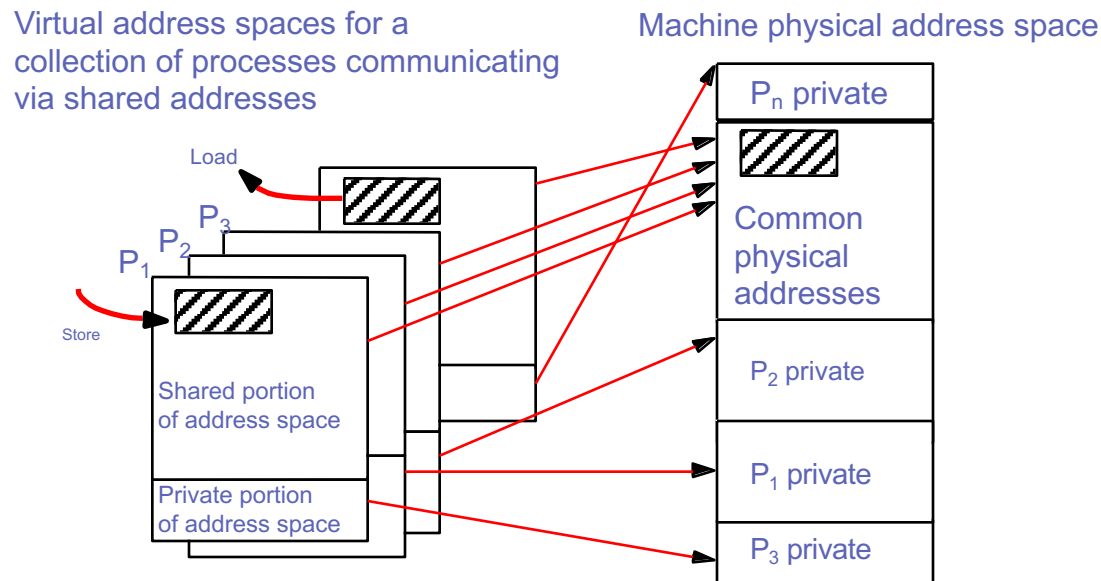 Virtual address spaces for a
collection of processes communicating
via shared addresses
Machine physical address space
Load
P₃
P₂
P₁
Store
Shared portion
of address space
Private portion
of address space
Pₙ private
Common
physical
addresses
P₂ private
P₁ private
P₃ private